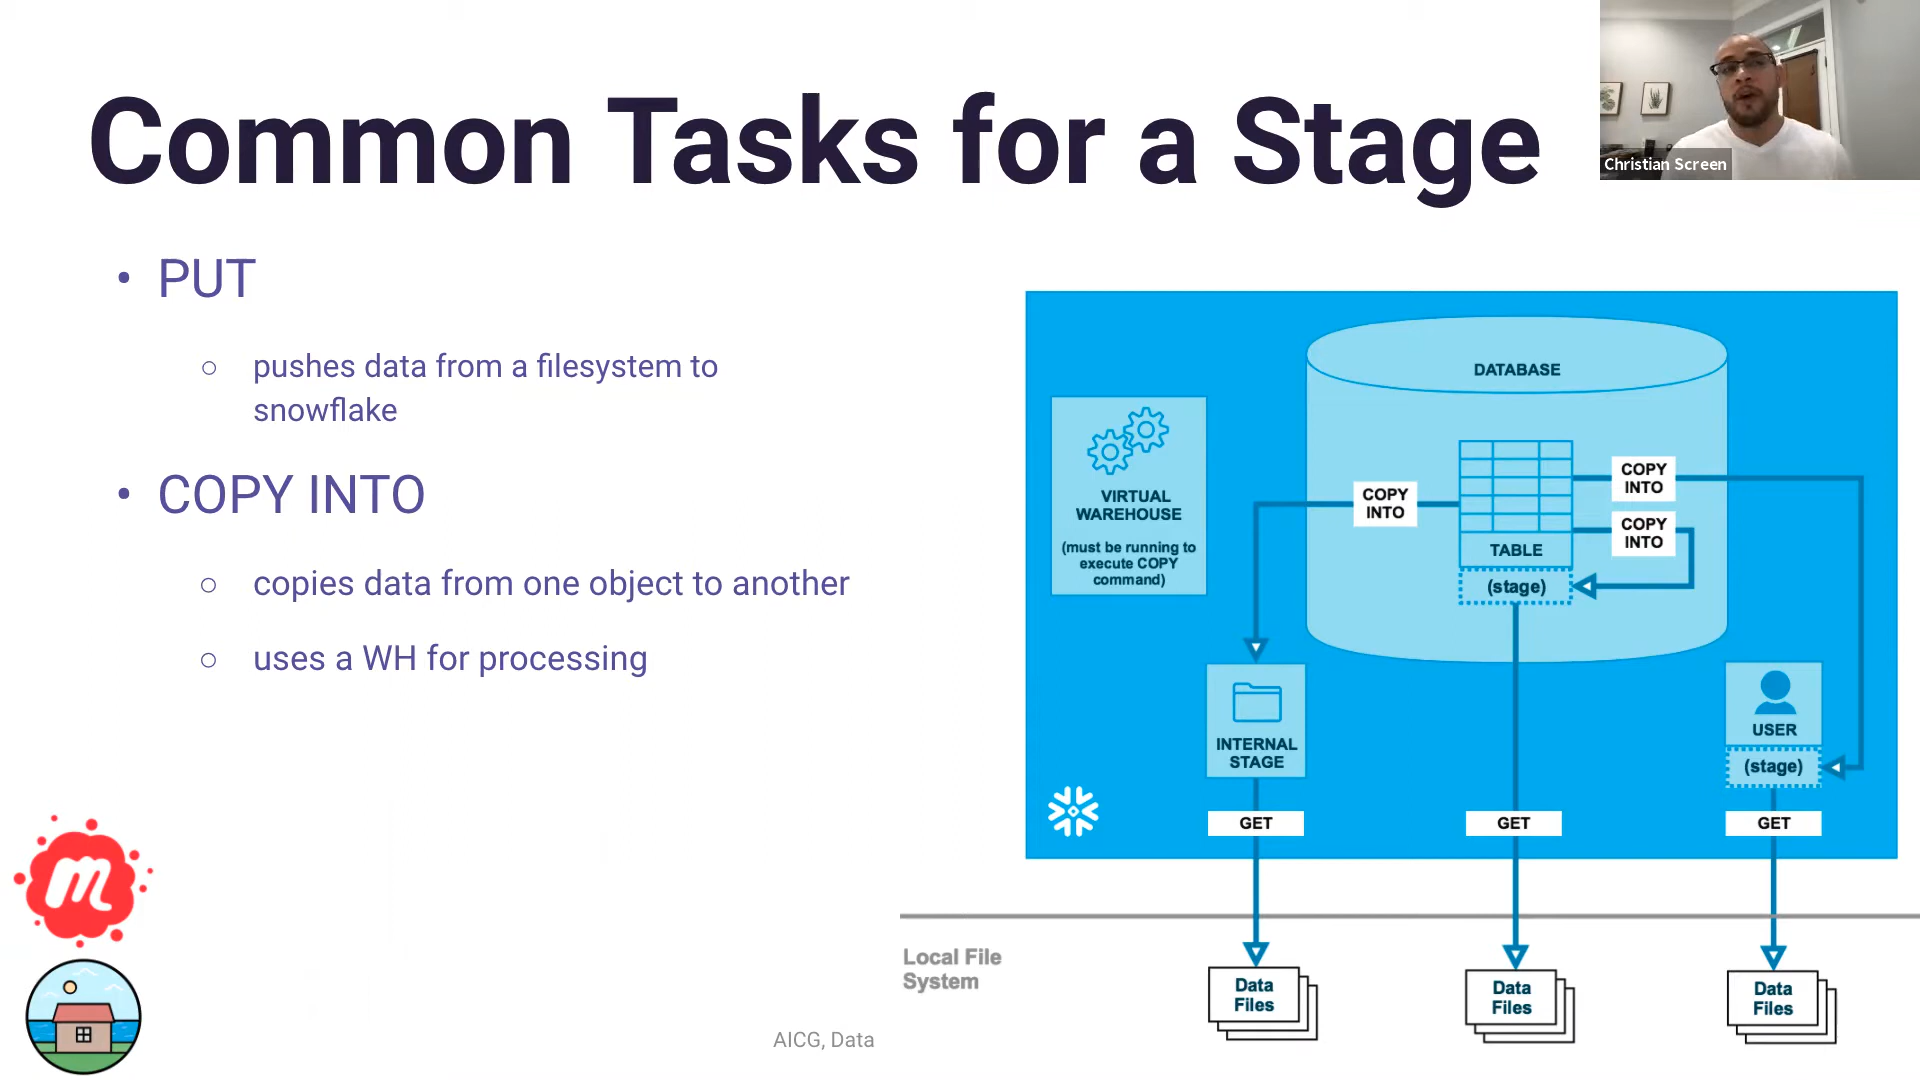 Common Tasks for a Stage
Christian Screen
• PUT
○ pushes data from a filesystem to
snowflake
• COPY INTO
○ copies data from one object to another
○ uses a WH for processing
DATABASE
VIRTUAL
WAREHOUSE
(must be running to
execute COPY
command)
COPY
INTO
COPY
INTO
COPY
INTO
TABLE
(stage)
INTERNAL
STAGE
USER
(stage)
GET
GET
GET
Local File
System
Data
Files
Data
Files
Data
Files
m
AICG, Data